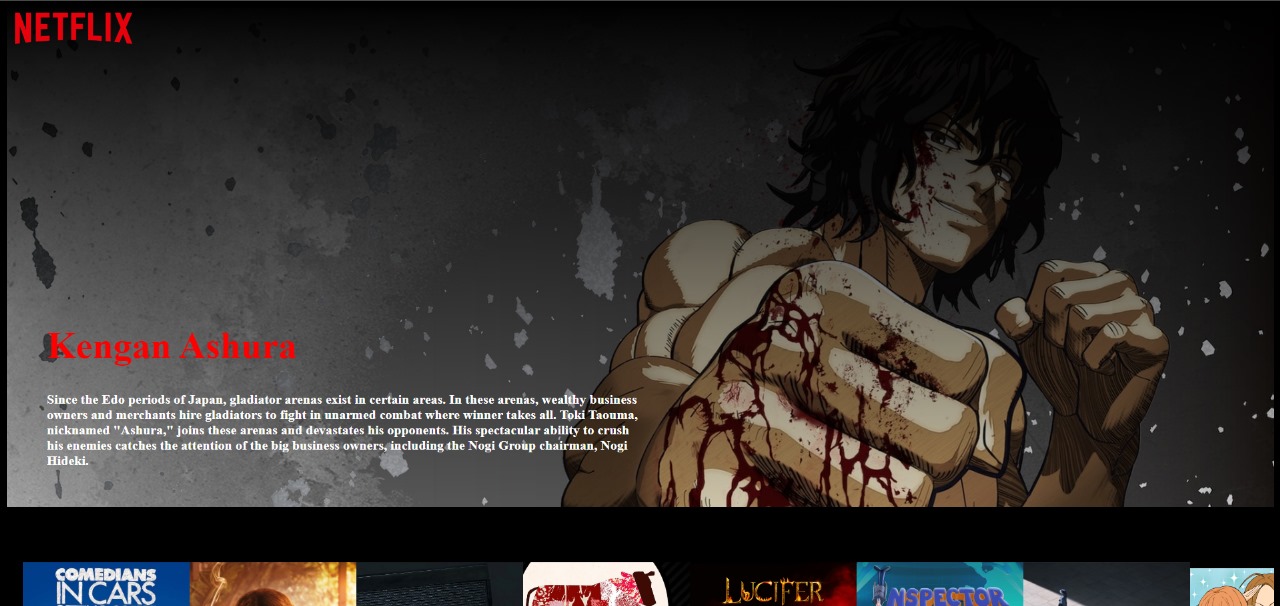 NETFLIX
Kengan Ashura
Since the Edo periods of Japan, gladiator arenas exist in certain areas. In these arenas, wealthy business
owners and merchants hire gladiators to fight in unarmed combat where winner takes all. Toki Taouma,
nicknamed "Ashura," joins these arenas and devastates his opponents. His spectacular ability to crush
his enemies catches the attention of the big business owners, including the Nogi Group chairman, Nogi
Hideki.
COMEDIANS
IN CARS
LUCIFER
INSPECTOR